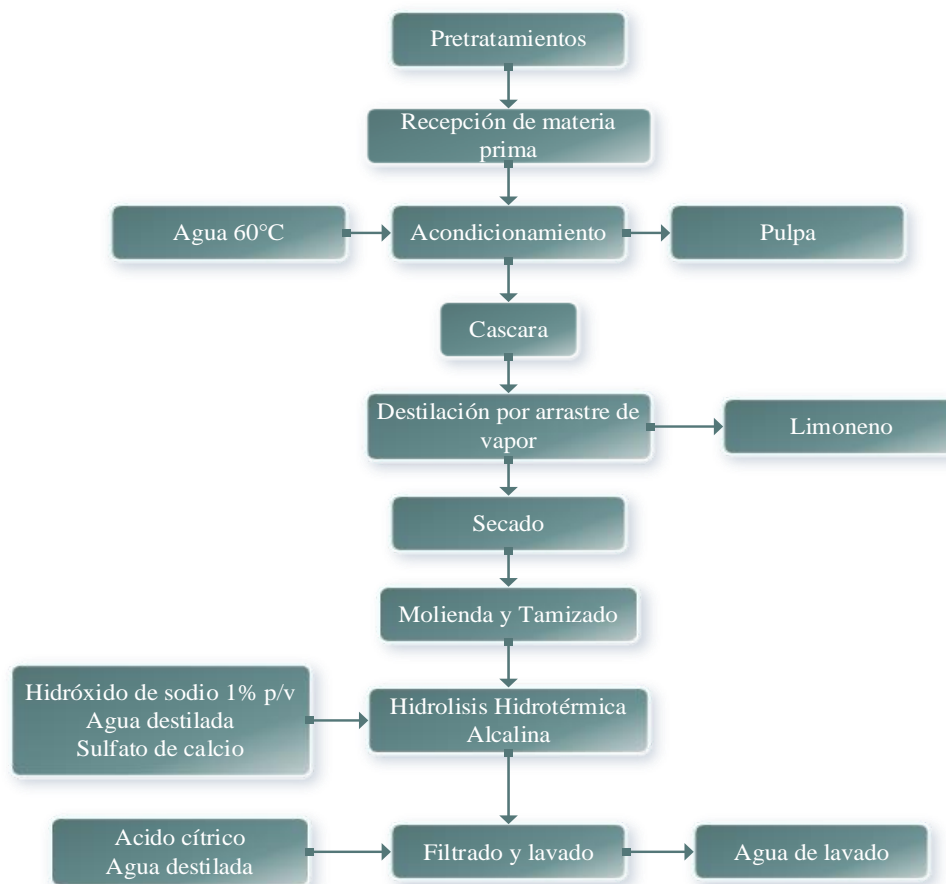 Pretratamientos
Recepción de materia
prima
Agua 60°C
Acondicionamiento
Pulpa
Cascara
Destilación por arrastre de
vapor
Limoneno
Secado
Molienda y Tamizado
Hidróxido de sodio 1% p/v
Agua destilada
Sulfato de calcio
Hidrolisis Hidrotérmica
Alcalina
Acido cítrico
Agua destilada
Filtrado y lavado
Agua de lavado